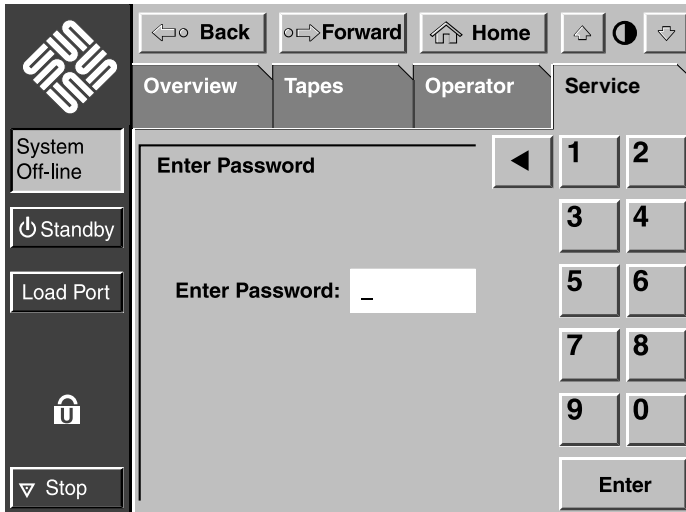 Back Forward Home
Overview Tapes Operator Service
System
Off-line
Standby
Load Port
U
Stop
Enter Password
Enter Password: _
1 2
3 4
5 6
7 8
9 0
Enter